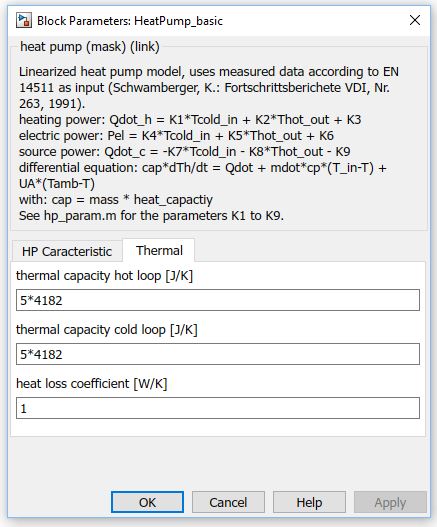 Block Parameters: HeatPump_basic
heat pump (mask) (link)
Linearized heat pump model, uses measured data according to EN
14511 as input (Schwamberger, K.: Fortschrittsberichete VDI, Nr.
263, 1991).
heating power: Qdot_h = K1*Tcold_in + K2*Thot_out + K3
electric power: Pel = K4*Tcold_in + K5*Thot_out + K6
source power: Qdot_c = -K7*Tcold_in - K8*Thot_out - K9
differential equation: cap*dTh/dt = Qdot + mdot*cp*(T_in-T) +
UA*(Tamb-T)
with: cap = mass * heat_capactiy
See hp_param.m for the parameters K1 to K9.
HP Caracteristic Thermal
thermal capacity hot loop [J/K]
5*4182
thermal capacity cold loop [J/K]
5*4182
heat loss coefficient [W/K]
1
OK Cancel Help Apply